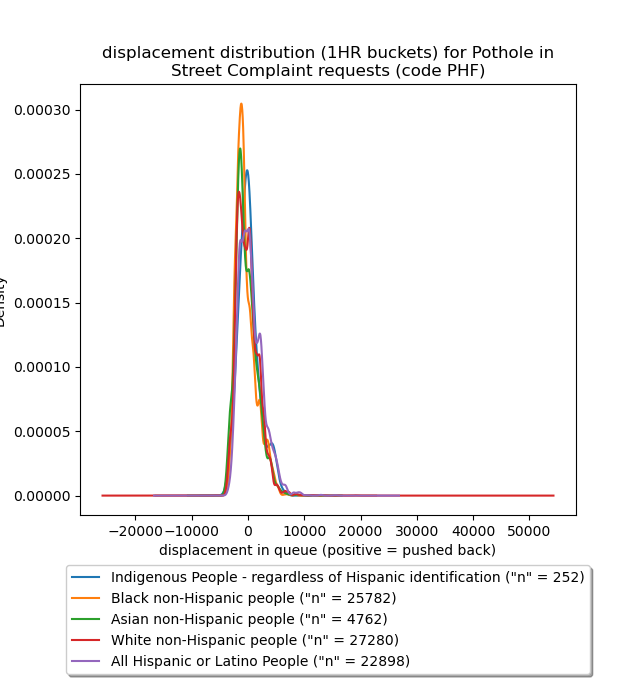 displacement distribution (1HR buckets) for Pothole in
Street Complaint requests (code PHF)
0.00030
0.00025
0.00020
0.00015
0.00010
0.00005
0.00000
Density
−20000 −10000 0 10000 20000 30000 40000 50000
displacement in queue (positive = pushed back)
Indigenous People - regardless of Hispanic identification ("n" = 252)
Black non-Hispanic people ("n" = 25782)
Asian non-Hispanic people ("n" = 4762)
White non-Hispanic people ("n" = 27280)
All Hispanic or Latino People ("n" = 22898)